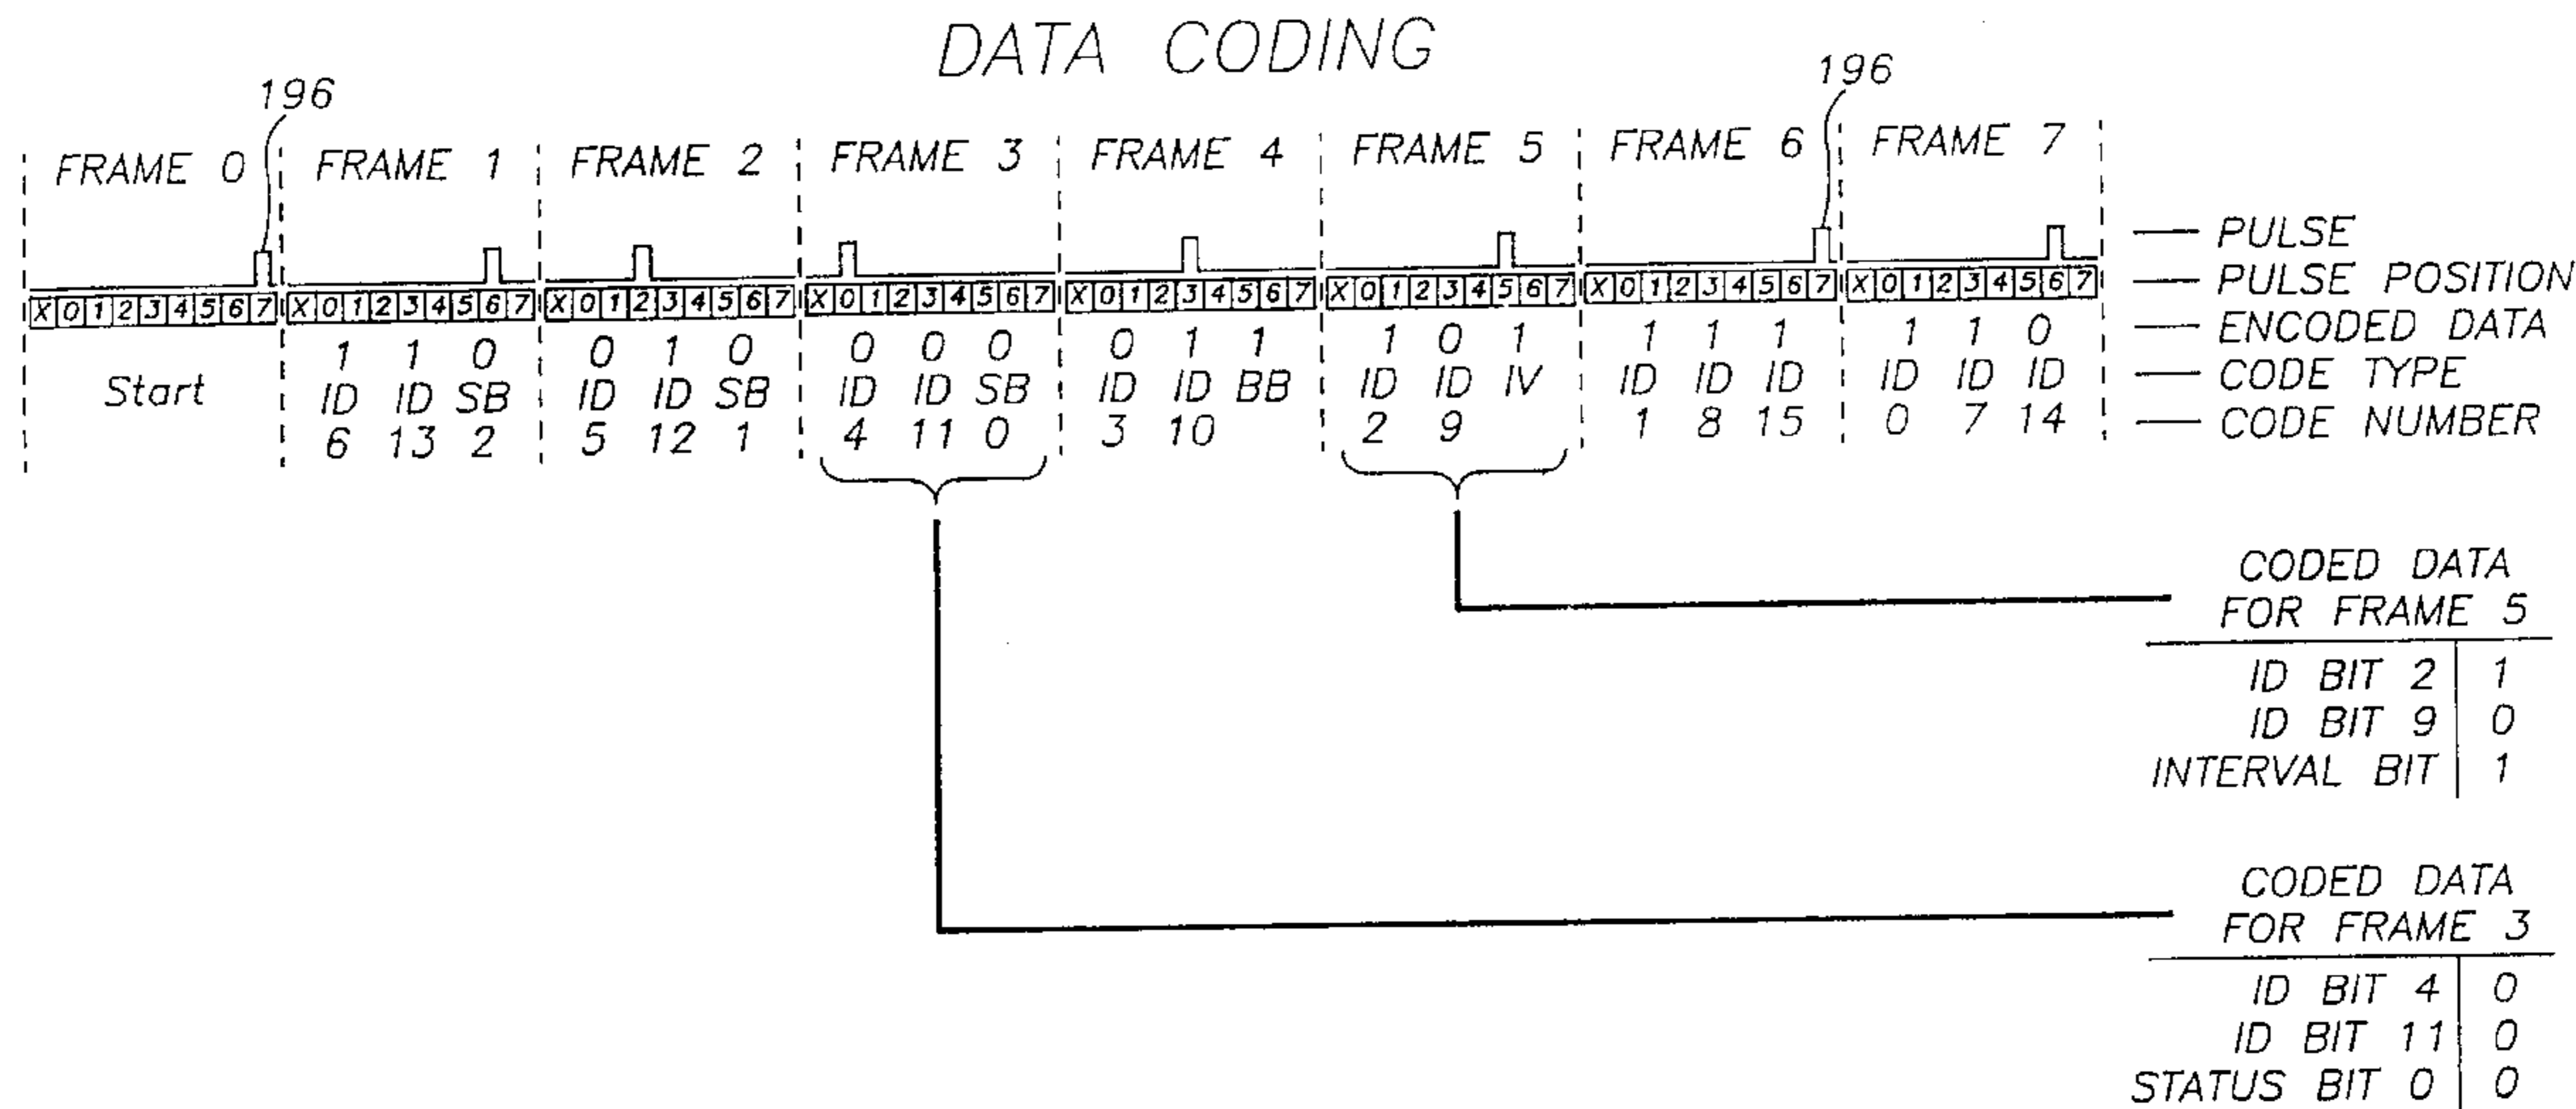 DATA CODING
196 196
FRAME 0 FRAME 1 FRAME 2 FRAME 3 FRAME 4 FRAME 5 FRAME 6 FRAME 7
PULSE
X 0 1 2 3 4 5 6 7 X 0 1 2 3 4 5 6 7 X 0 1 2 3 4 5 6 7 X 0 1 2 3 4 5 6 7 X 0 1 2 3 4 5 6 7 X 0 1 2 3 4 5 6 7 X 0 1 2 3 4 5 6 7 X 0 1 2 3 4 5 6 7 PULSE POSITION
1 1 0 0 1 0 0 0 0 0 1 1 1 0 1 1 1 1 1 1 0 ENCODED DATA
Start ID ID SB ID ID SB ID ID SB ID ID BB ID ID IV ID ID ID ID ID ID CODE TYPE
6 13 2 5 12 1 4 11 0 3 10 2 9 1 8 15 0 7 14 CODE NUMBER
CODED DATA
FOR FRAME 5
ID BIT 2 1
ID BIT 9 0
INTERVAL BIT 1
CODED DATA
FOR FRAME 3
ID BIT 4 0
ID BIT 11 0
STATUS BIT 0 0